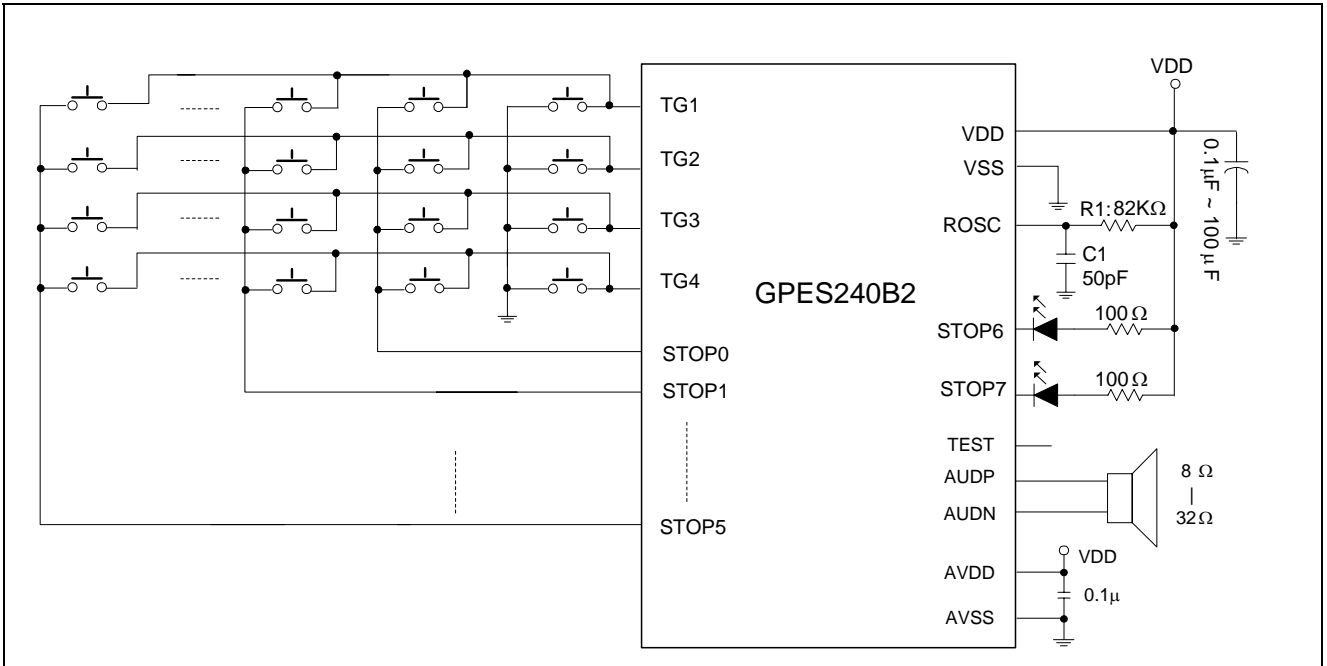 TG1
TG2
TG3
TG4
STOP0
STOP1
STOP5
GPES240B2
VDD
VDD
VSS
ROSC
R1:82KΩ
C1
50pF
0.1μF ~ 100μF
STOP6
100Ω
STOP7
100Ω
TEST
AUDP
AUDN
8 Ω
|
32Ω
AVDD
VDD
0.1μ
AVSS